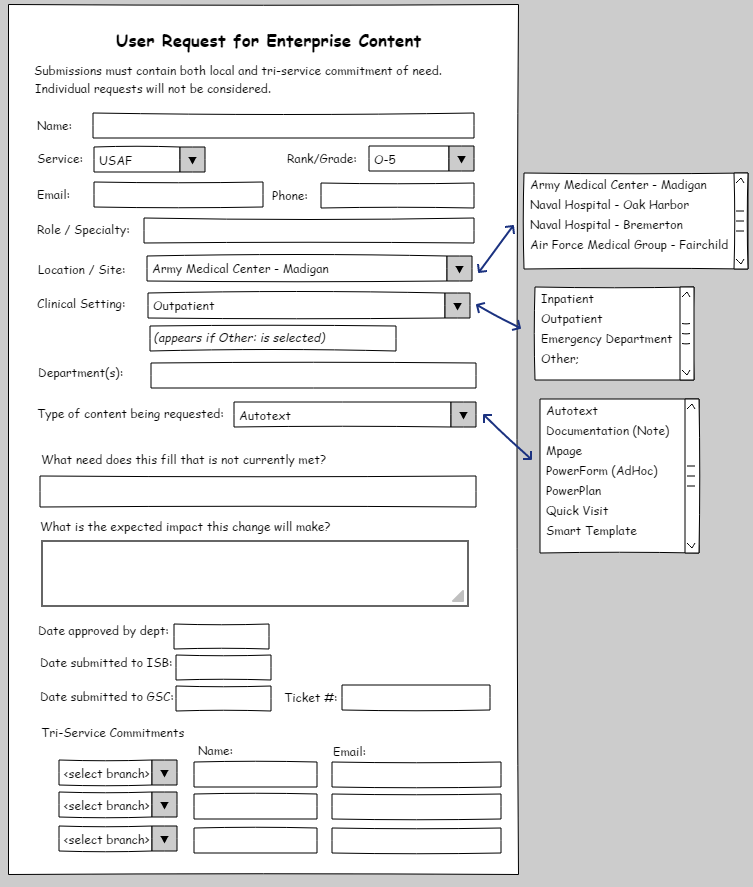 User Request for Enterprise Content
Submissions must contain both local and tri-service commitment of need.
Individual requests will not be considered.
Name:
Service: USAF Rank/Grade: O-5
Email: Phone:
Role / Specialty:
Location / Site: Army Medical Center - Madigan
Clinical Setting: Outpatient
(appears if Other: is selected)
Department(s):
Type of content being requested: Autotext
What need does this fill that is not currently met?
What is the expected impact this change will make?
Date approved by dept:
Date submitted to ISB:
Date submitted to GSC: Ticket #:
Tri-Service Commitments
Name: Email:
<select branch>
<select branch>
<select branch>
Army Medical Center - Madigan
Naval Hospital - Oak Harbor
Naval Hospital - Bremerton
Air Force Medical Group - Fairchild
Inpatient
Outpatient
Emergency Department
Other;
Autotext
Documentation (Note)
Mpage
PowerForm (AdHoc)
PowerPlan
Quick Visit
Smart Template